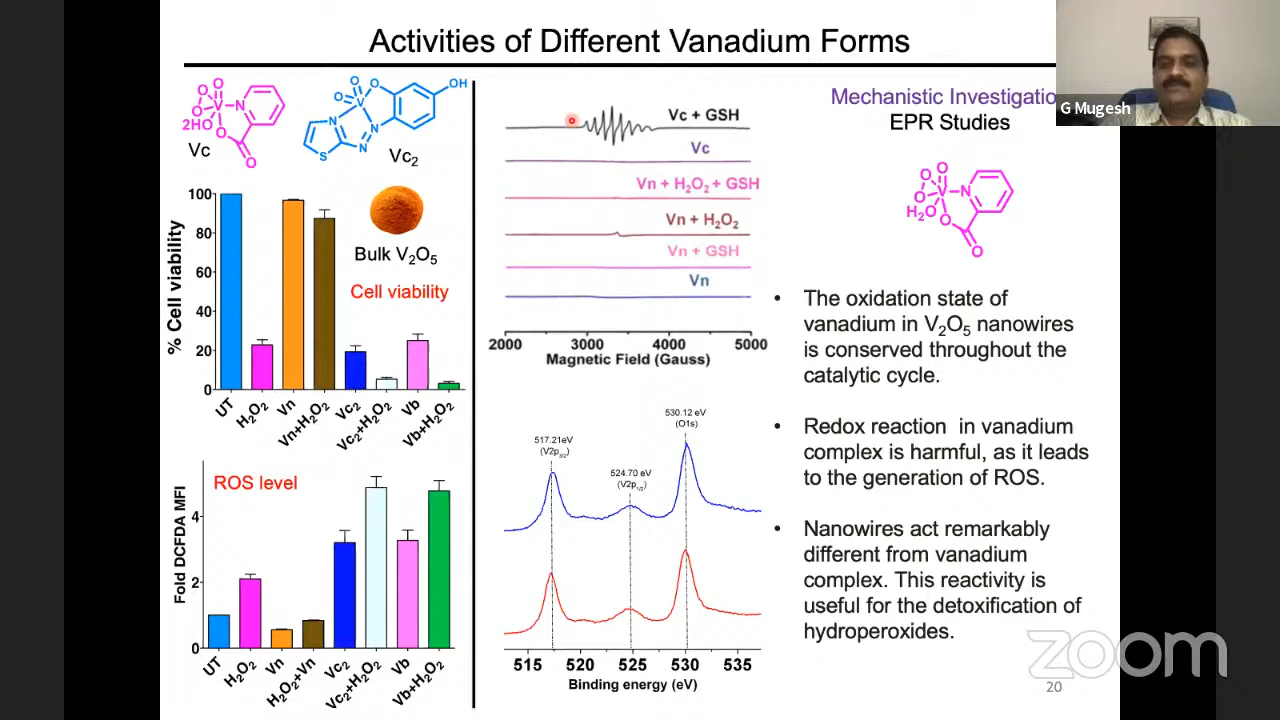 Activities of Different Vanadium Forms
G Mugesh
Mechanistic Investigatio
EPR Studies
O
O
O
V
N
2HO
O
O
Vc
O
O
V
O
OH
N
N
N
S
Vc₂
100
80
60
40
20
0
% Cell viability
Bulk V₂O₅
Cell viability
UT
H₂O₂
Vn
Vn+H₂O₂
Vc₂
Vc₂+H₂O₂
Vb
Vb+H₂O₂
ROS level
Fold DCFDA MFI
4
2
0
UT
H₂O₂
Vn
H₂O₂+Vn
Vc₂
Vc₂+H₂O₂
Vb
Vb+H₂O₂
Vc + GSH
Vc
Vn + H₂O₂ + GSH
Vn + H₂O₂
Vn + GSH
Vn
2000 3000 4000 5000
Magnetic Field (Gauss)
530.12 eV
(O1s)
517.21eV
(V2p₃/₂)
524.70 eV
(V2p₁/₂)
515 520 525 530 535
Binding energy (eV)
O
O
O
V
N
H₂O
O
O
• The oxidation state of
vanadium in V₂O₅ nanowires
is conserved throughout the
catalytic cycle.
• Redox reaction in vanadium
complex is harmful, as it leads
to the generation of ROS.
• Nanowires act remarkably
different from vanadium
complex. This reactivity is
useful for the detoxification of
hydroperoxides.
zoom
20